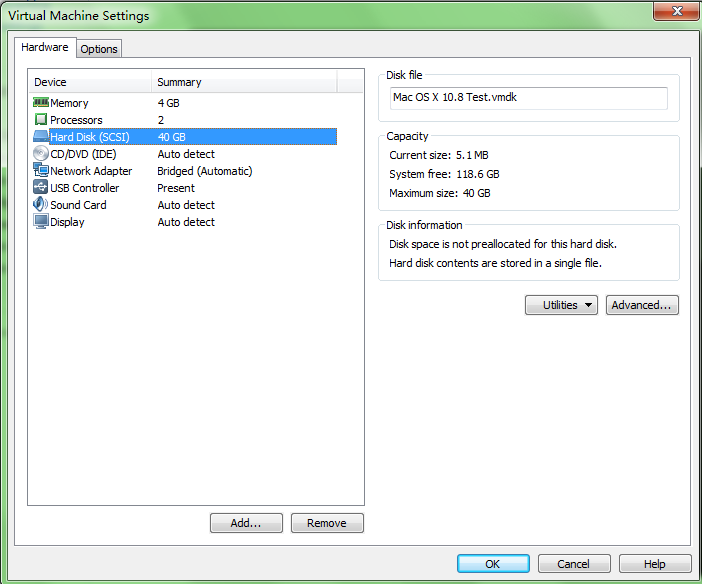 Virtual Machine Settings
Hardware Options
Device Summary
Memory 4 GB
Processors 2
Hard Disk (SCSI) 40 GB
CD/DVD (IDE) Auto detect
Network Adapter Bridged (Automatic)
USB Controller Present
Sound Card Auto detect
Display Auto detect
Add... Remove
Disk file
Mac OS X 10.8 Test.vmdk
Capacity
Current size: 5.1 MB
System free: 118.6 GB
Maximum size: 40 GB
Disk information
Disk space is not preallocated for this hard disk.
Hard disk contents are stored in a single file.
Utilities Advanced...
OK Cancel Help